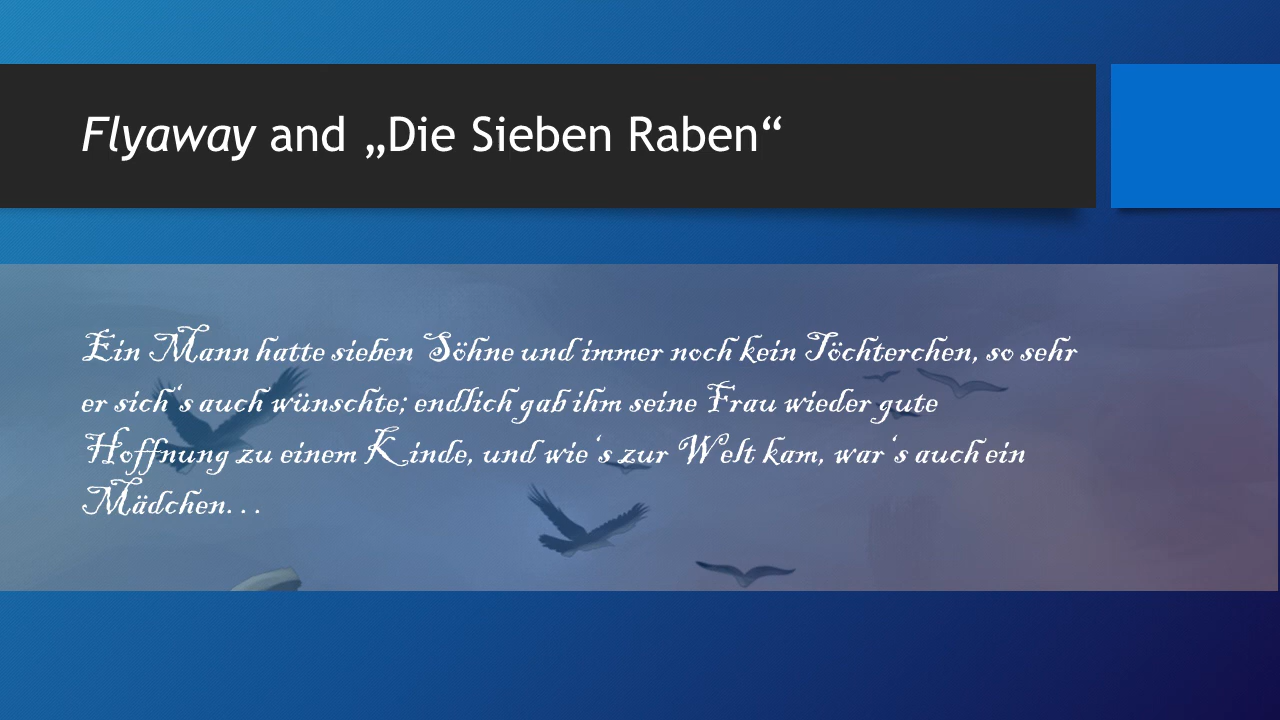 Flyaway and „Die Sieben Raben“
Ein Mann hatte sieben Söhne und immer noch kein Töchterchen, so sehr
er sich‘s auch wünschte; endlich gab ihm seine Frau wieder gute
Hoffnung zu einem Kinde, und wie‘s zur Welt kam, war‘s auch ein
Mädchen…